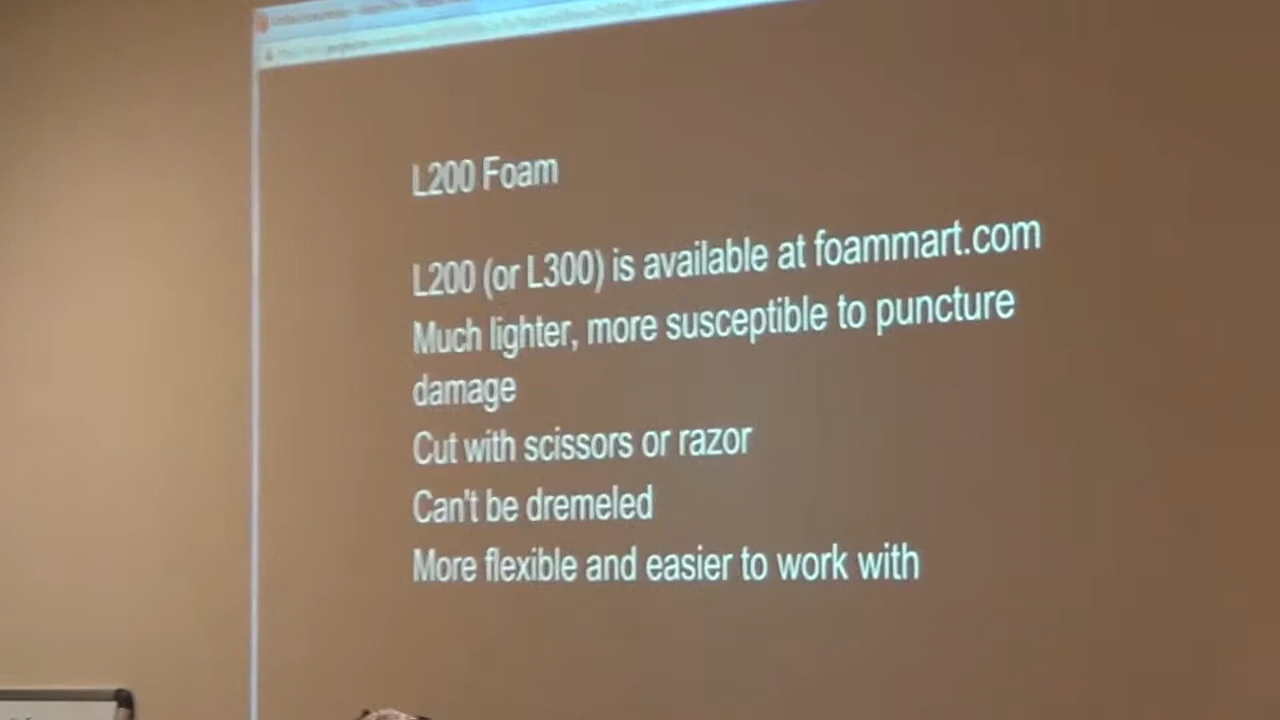 L200 Foam
L200 (or L300) is available at foammart.com
Much lighter, more susceptible to puncture
damage
Cut with scissors or razor
Can't be dremeled
More flexible and easier to work with